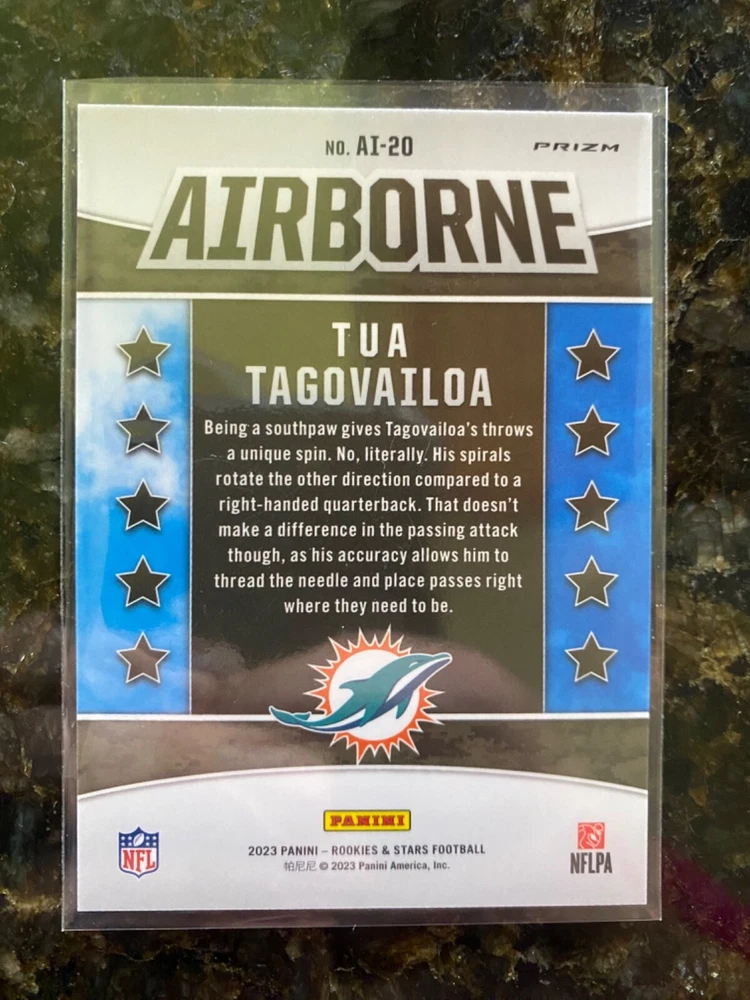 NO. AI-20
PRIZM
AIRBORNE
TUA
TAGOVAILOA
Being a southpaw gives Tagovailoa's throws
a unique spin. No, literally. His spirals
rotate the other direction compared to a
right-handed quarterback. That doesn't
make a difference in the passing attack
though, as his accuracy allows him to
thread the needle and place passes right
where they need to be.
PANINI
NFL
2023 PANINI – ROOKIES & STARS FOOTBALL
帕尼尼 © 2023 Panini America, Inc.
NFLPA